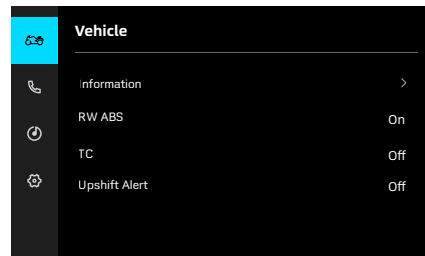 Vehicle
Information
RW ABS On
TC Off
Upshift Alert Off